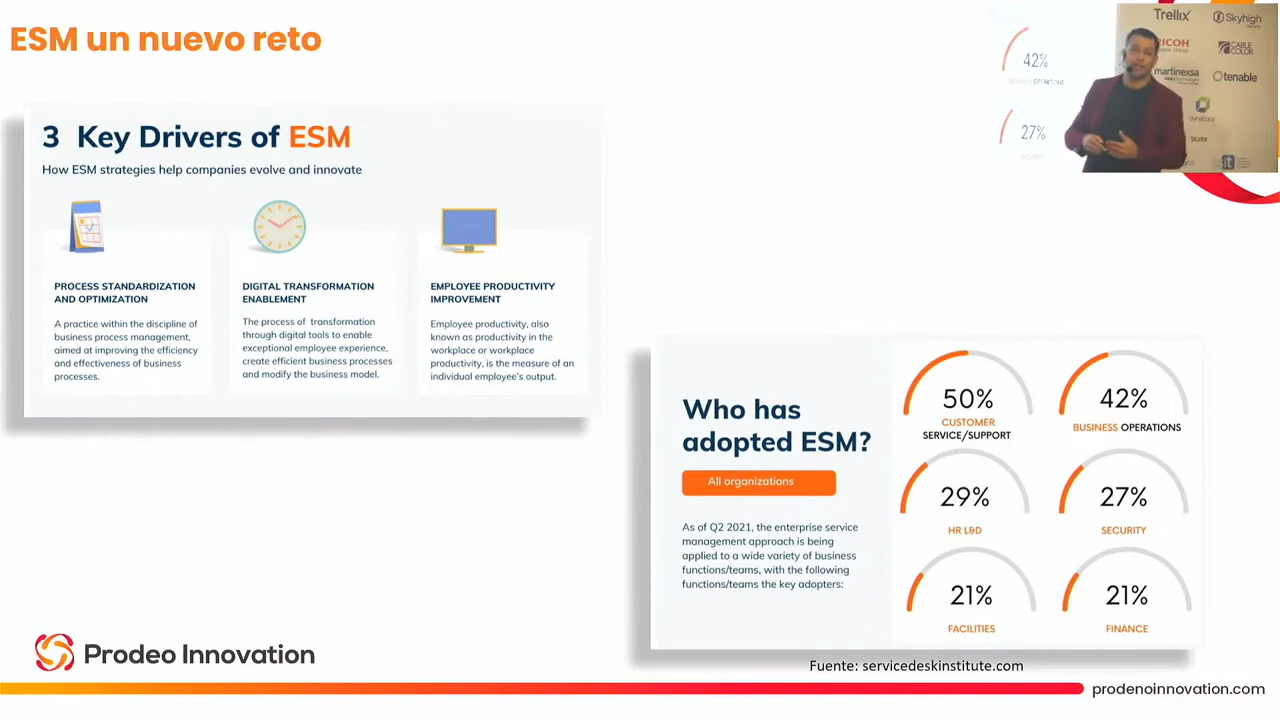 ESM un nuevo reto
3 Key Drivers of ESM
How ESM strategies help companies evolve and innovate
PROCESS STANDARDIZATION
AND OPTIMIZATION
A practice within the discipline of
business process management,
aimed at improving the efficiency
and effectiveness of business
processes.
DIGITAL TRANSFORMATION
ENABLEMENT
The process of transformation
through digital tools to enable
exceptional employee experience,
create efficient business processes
and modify the business model.
EMPLOYEE PRODUCTIVITY
IMPROVEMENT
Employee productivity, also
known as productivity in the
workplace or workplace
productivity, is the measure of an
individual employee's output.
42%
27%
Trellix
Skyhigh
RICOH
CABLE
COLOR
martinexsa
tenable
dynatrace
SILVER
Who has
adopted ESM?
All organizations
As of Q2 2021, the enterprise service
management approach is being
applied to a wide variety of business
functions/teams, with the following
functions/teams the key adopters:
50%
CUSTOMER
SERVICE/SUPPORT
42%
BUSINESS OPERATIONS
29%
HR L&D
27%
SECURITY
21%
FACILITIES
21%
FINANCE
Prodeo Innovation
Fuente: servicedeskinstitute.com
prodenoinnovation.com